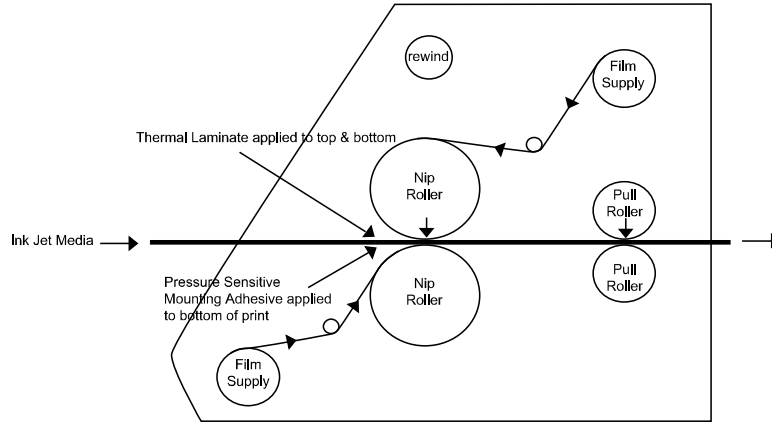 rewind
Film
Supply
Thermal Laminate applied to top & bottom
Nip
Roller
Pull
Roller
Ink Jet Media
Pressure Sensitive
Mounting Adhesive applied
to bottom of print
Nip
Roller
Pull
Roller
Film
Supply